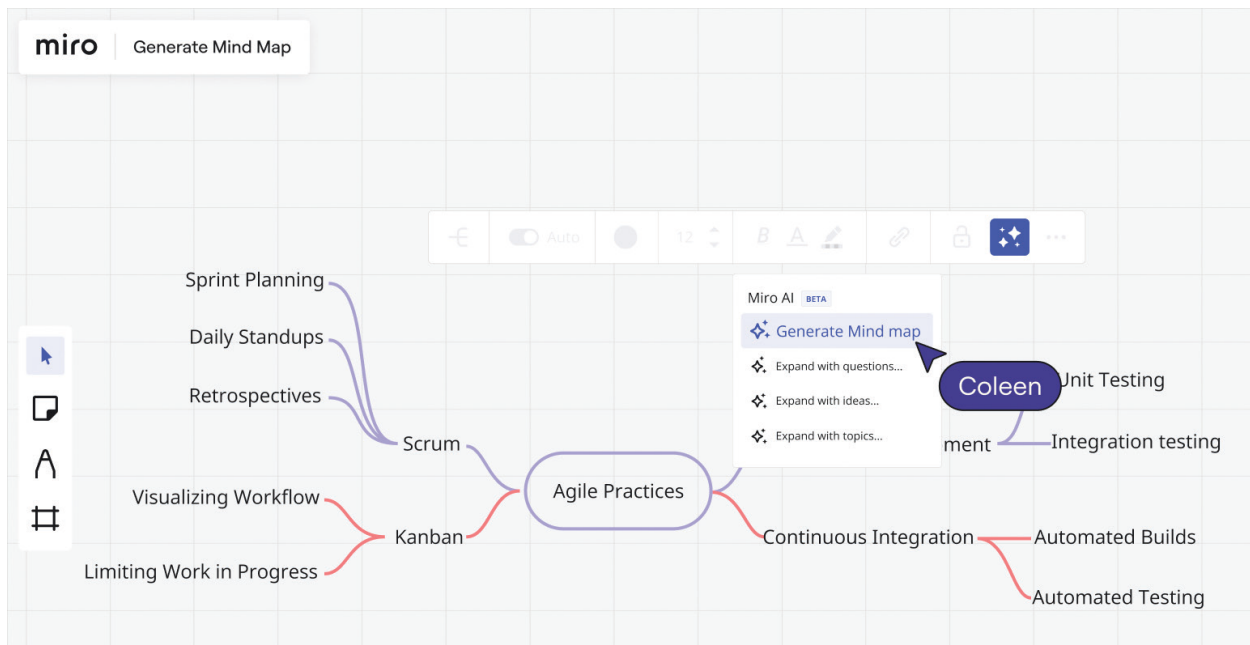 miro
Generate Mind Map
Auto
12
B
A
Miro AI BETA
Generate Mind map
Expand with questions...
Expand with ideas...
Expand with topics...
Coleen
Sprint Planning
Daily Standups
Retrospectives
Scrum
Visualizing Workflow
Kanban
Limiting Work in Progress
Agile Practices
Unit Testing
ment
Integration testing
Continuous Integration
Automated Builds
Automated Testing